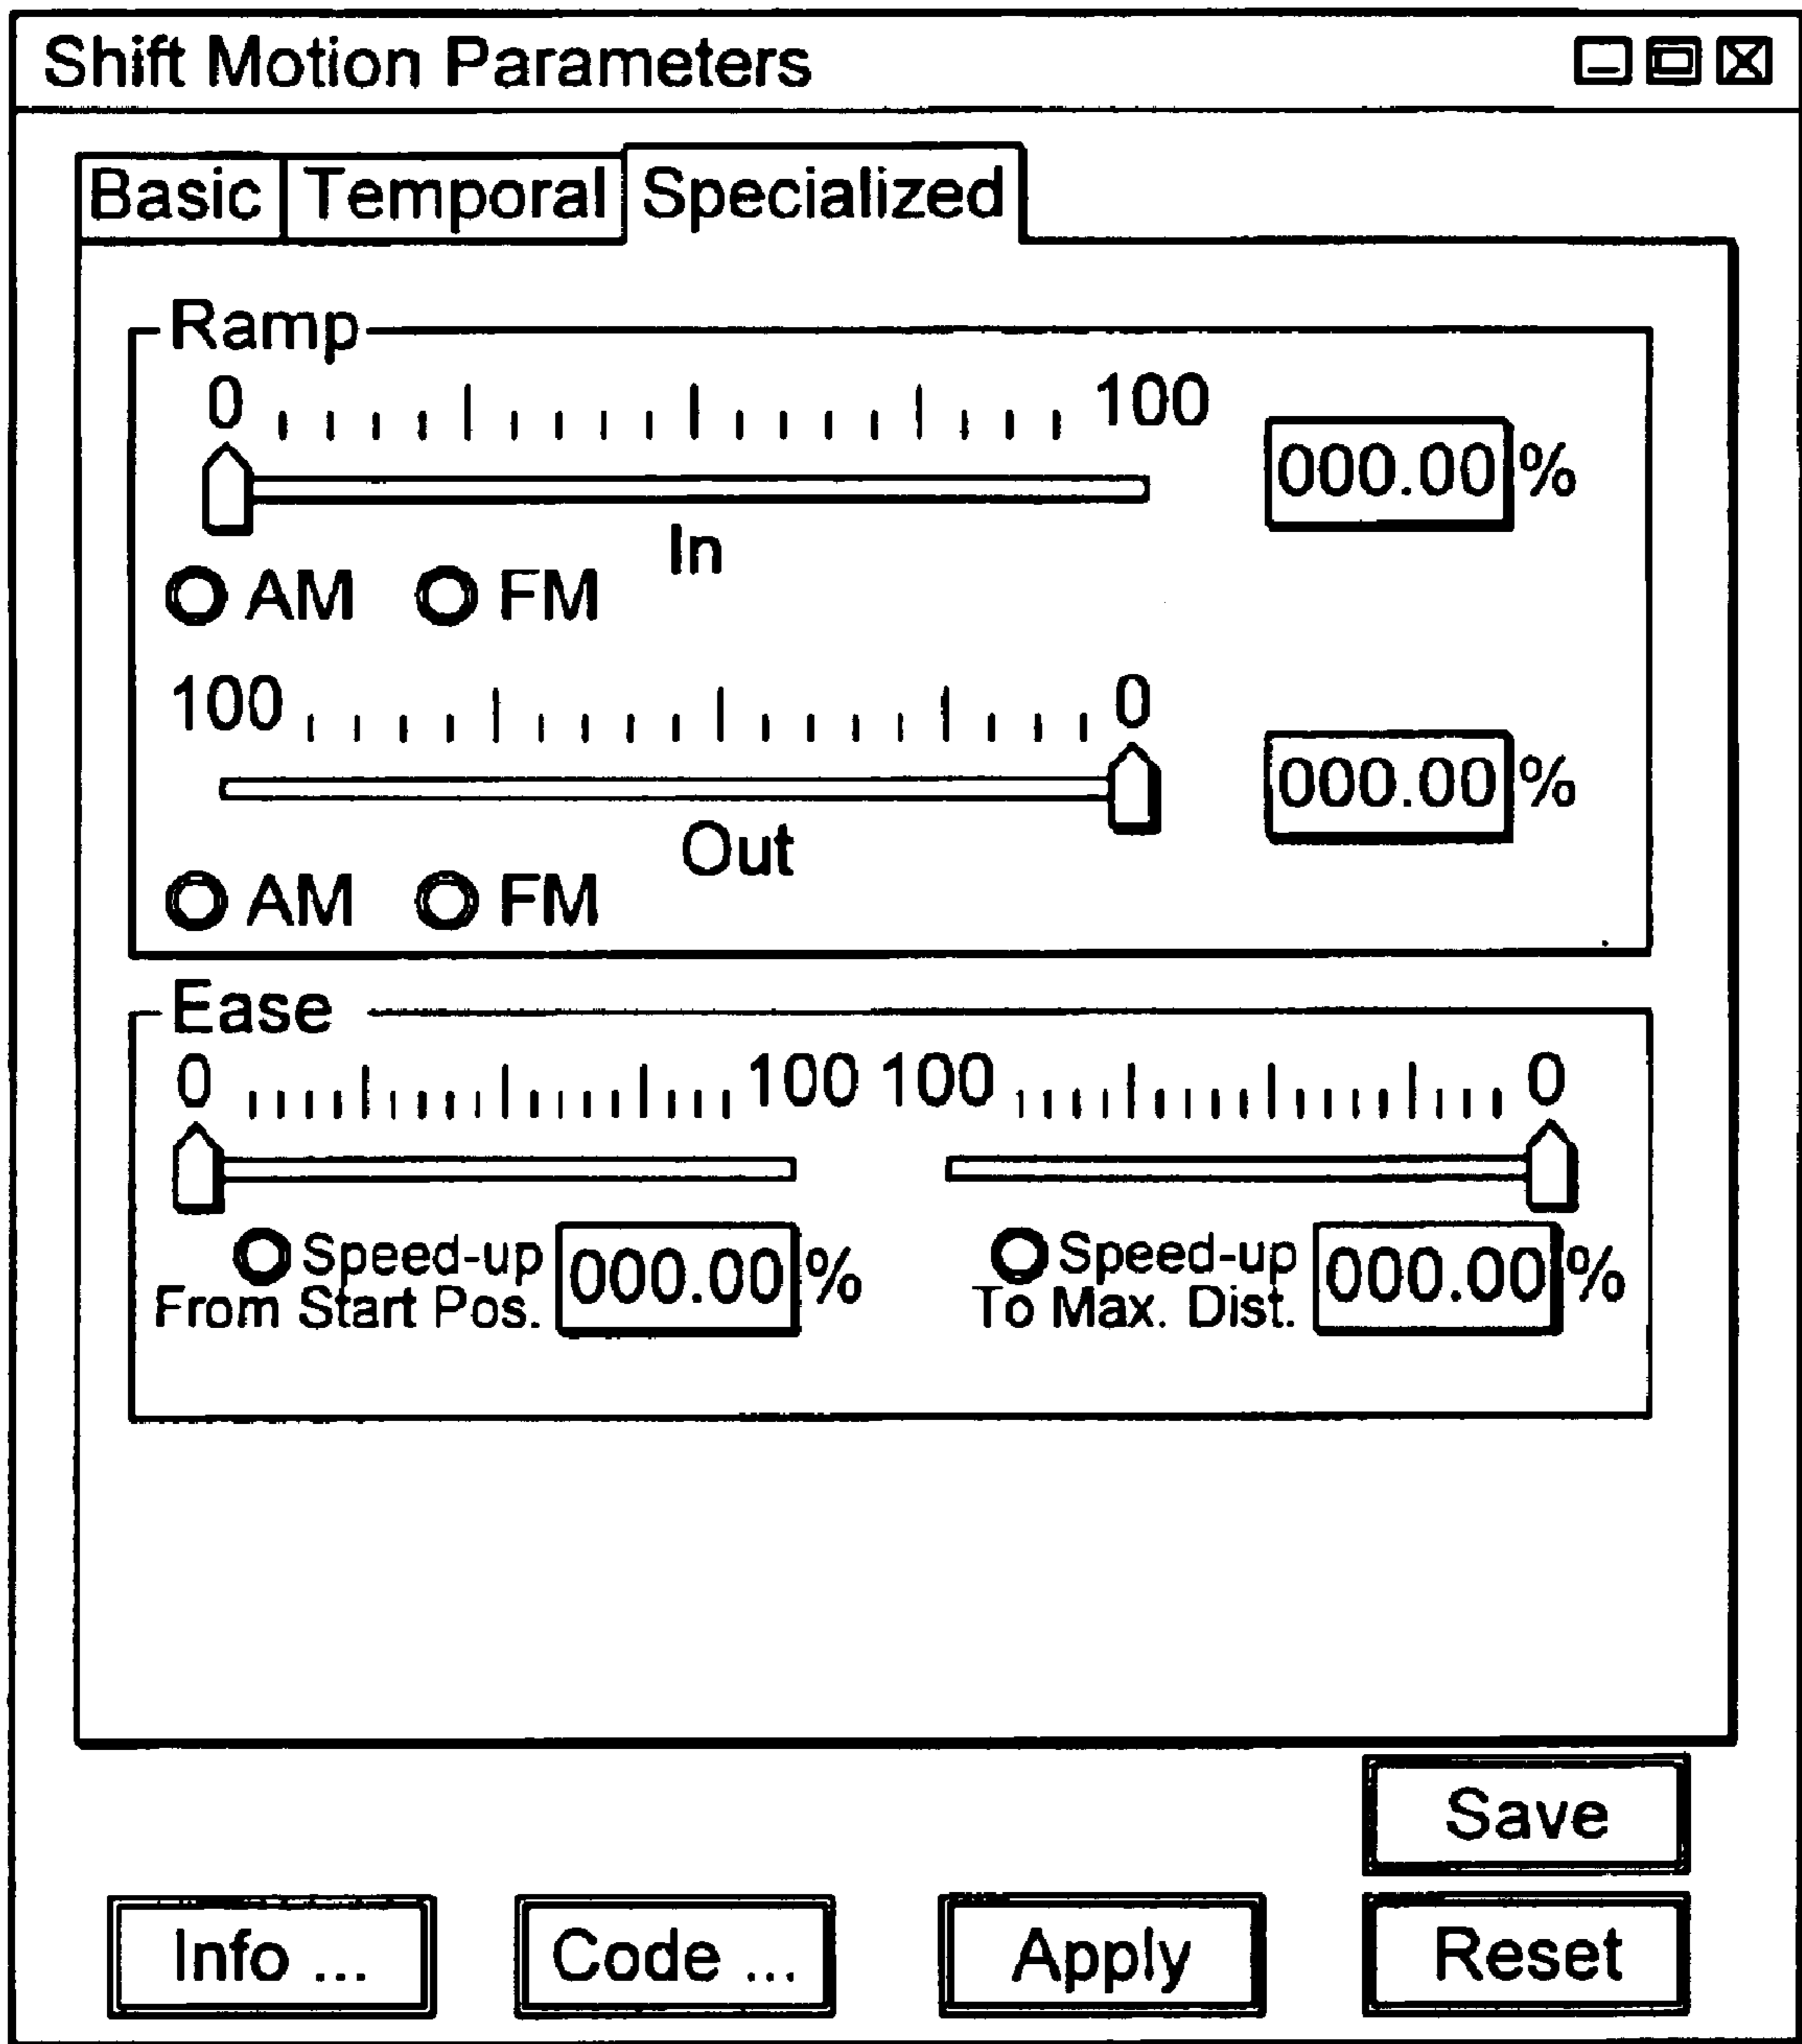 Shift Motion Parameters
Basic Temporal Specialized
Ramp
0 100
000.00 %
In
AM FM
100 0
000.00 %
Out
AM FM
Ease
0 100 100 0
Speed-up
From Start Pos.
000.00 %
Speed-up
To Max. Dist.
000.00 %
Save
Info ... Code ... Apply Reset